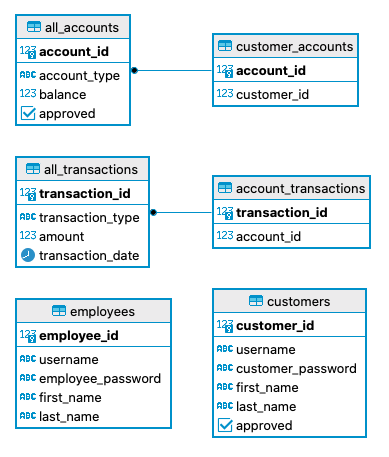 all_accounts
123 account_id
ABC account_type
123 balance
approved
customer_accounts
123 account_id
123 customer_id
all_transactions
123 transaction_id
ABC transaction_type
123 amount
transaction_date
account_transactions
123 transaction_id
123 account_id
employees
123 employee_id
ABC username
ABC employee_password
ABC first_name
ABC last_name
customers
123 customer_id
ABC username
ABC customer_password
ABC first_name
ABC last_name
approved